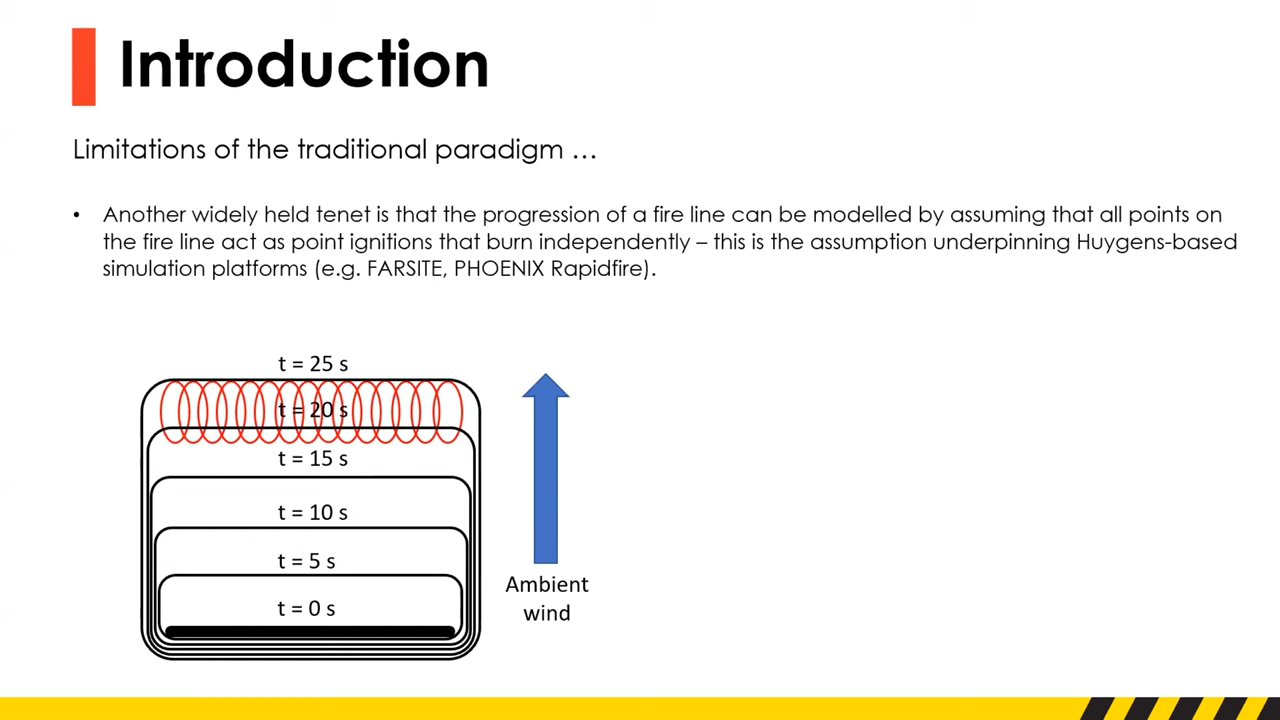 Introduction
Limitations of the traditional paradigm …
• Another widely held tenet is that the progression of a fire line can be modelled by assuming that all points on
the fire line act as point ignitions that burn independently – this is the assumption underpinning Huygens-based
simulation platforms (e.g. FARSITE, PHOENIX Rapidfire).
t = 25 s
t = 20 s
t = 15 s
t = 10 s
t = 5 s
t = 0 s
Ambient
wind